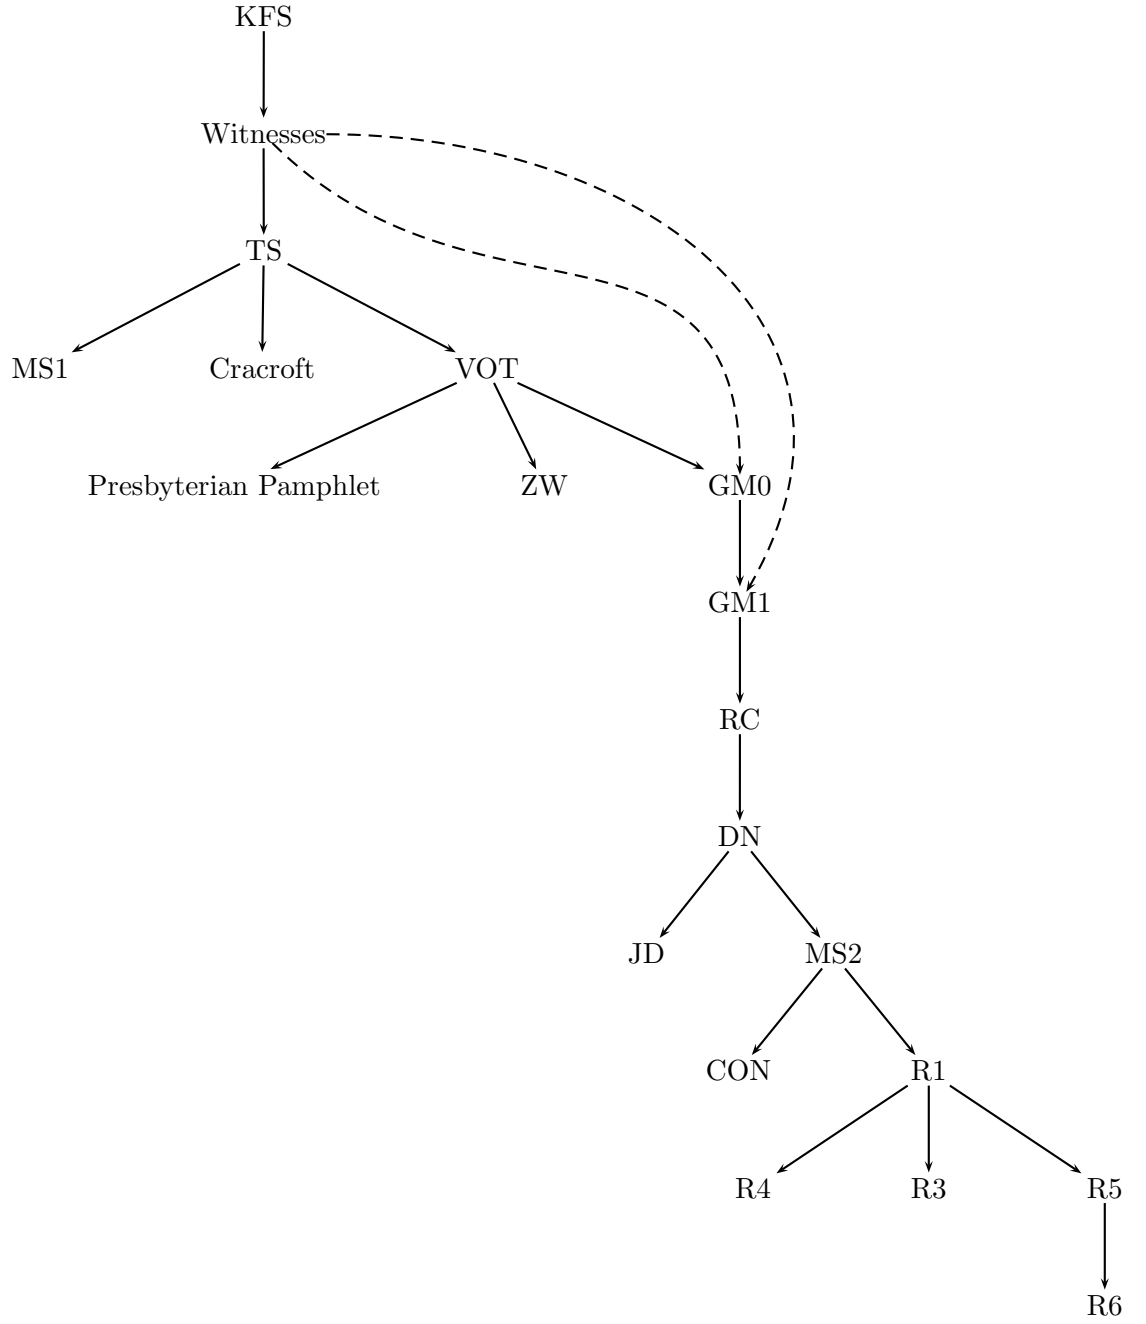 KFS
Witnesses
TS
MS1 Cracroft VOT
Presbyterian Pamphlet ZW GM0
GM1
RC
DN
JD MS2
CON R1
R4 R3 R5
R6